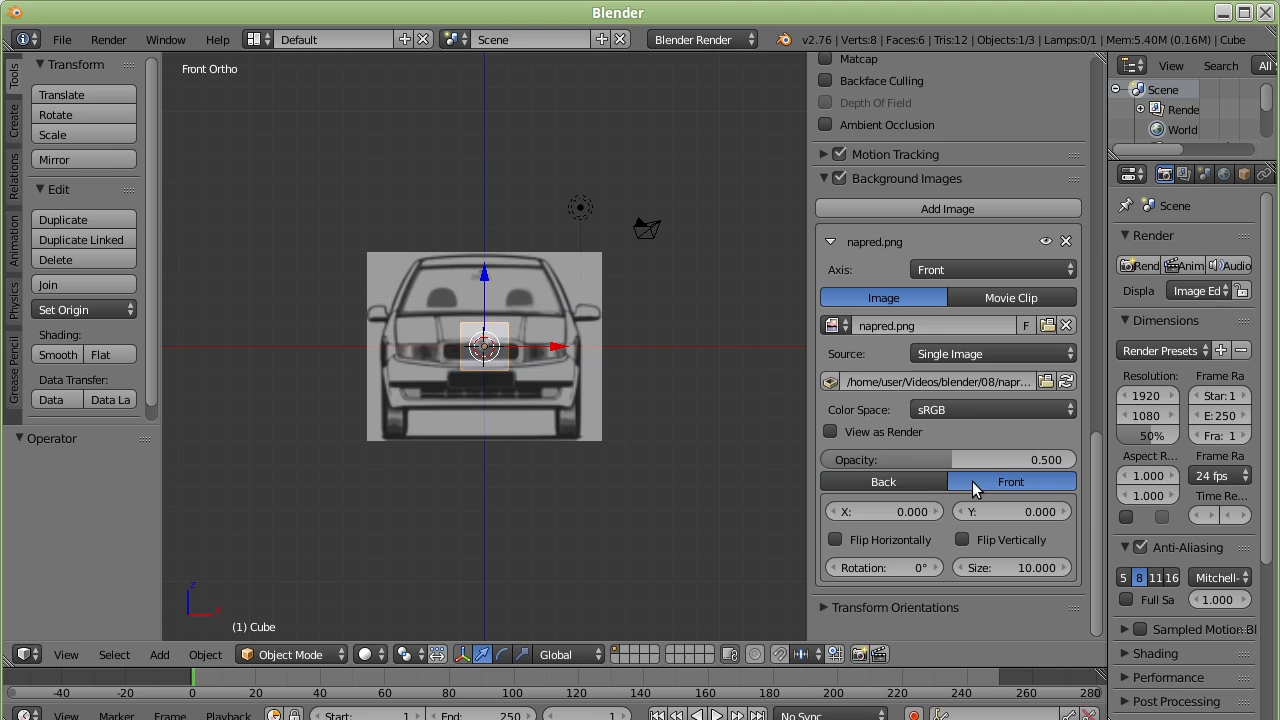 Blender
File Render Window Help Default Scene Blender Render v2.76 | Verts:8 | Faces:6 | Tris:12 | Objects:1/3 | Lamps:0/1 | Mem:5.40M (0.16M) | Cube
Tools
Create
Relations
Animation
Physics
Grease Pencil
Transform
Translate
Rotate
Scale
Mirror
Edit
Duplicate
Duplicate Linked
Delete
Join
Set Origin
Shading:
Smooth Flat
Data Transfer:
Data Data La
Operator
Front Ortho
z
x
(1) Cube
Matcap
Backface Culling
Depth Of Field
Ambient Occlusion
Motion Tracking
Background Images
Add Image
napred.png
Axis: Front
Image Movie Clip
napred.png F
Source: Single Image
/home/user/Videos/blender/08/napr...
Color Space: sRGB
View as Render
Opacity: 0.500
Back Front
X: 0.000 Y: 0.000
Flip Horizontally Flip Vertically
Rotation: 0° Size: 10.000
Transform Orientations
View Search All
Scene
Rende
World
Scene
Render
Rend Anim Audio
Displa Image Ed
Dimensions
Render Presets
Resolution: Frame Ra
1920 Star: 1
1080 E: 250
50% Fra: 1
Aspect R... Frame Ra
1.000 24 fps
1.000 Time Re...
Anti-Aliasing
5 8 11 16 Mitchell-
Full Sa 1.000
Sampled Motion Bl
Shading
Performance
Post Processing
View Select Add Object Object Mode Global
-40 -20 0 20 40 60 80 100 120 140 160 180 200 220 240 260 280
View Marker Frame Playback Start: 1 End: 250 1 No Sync